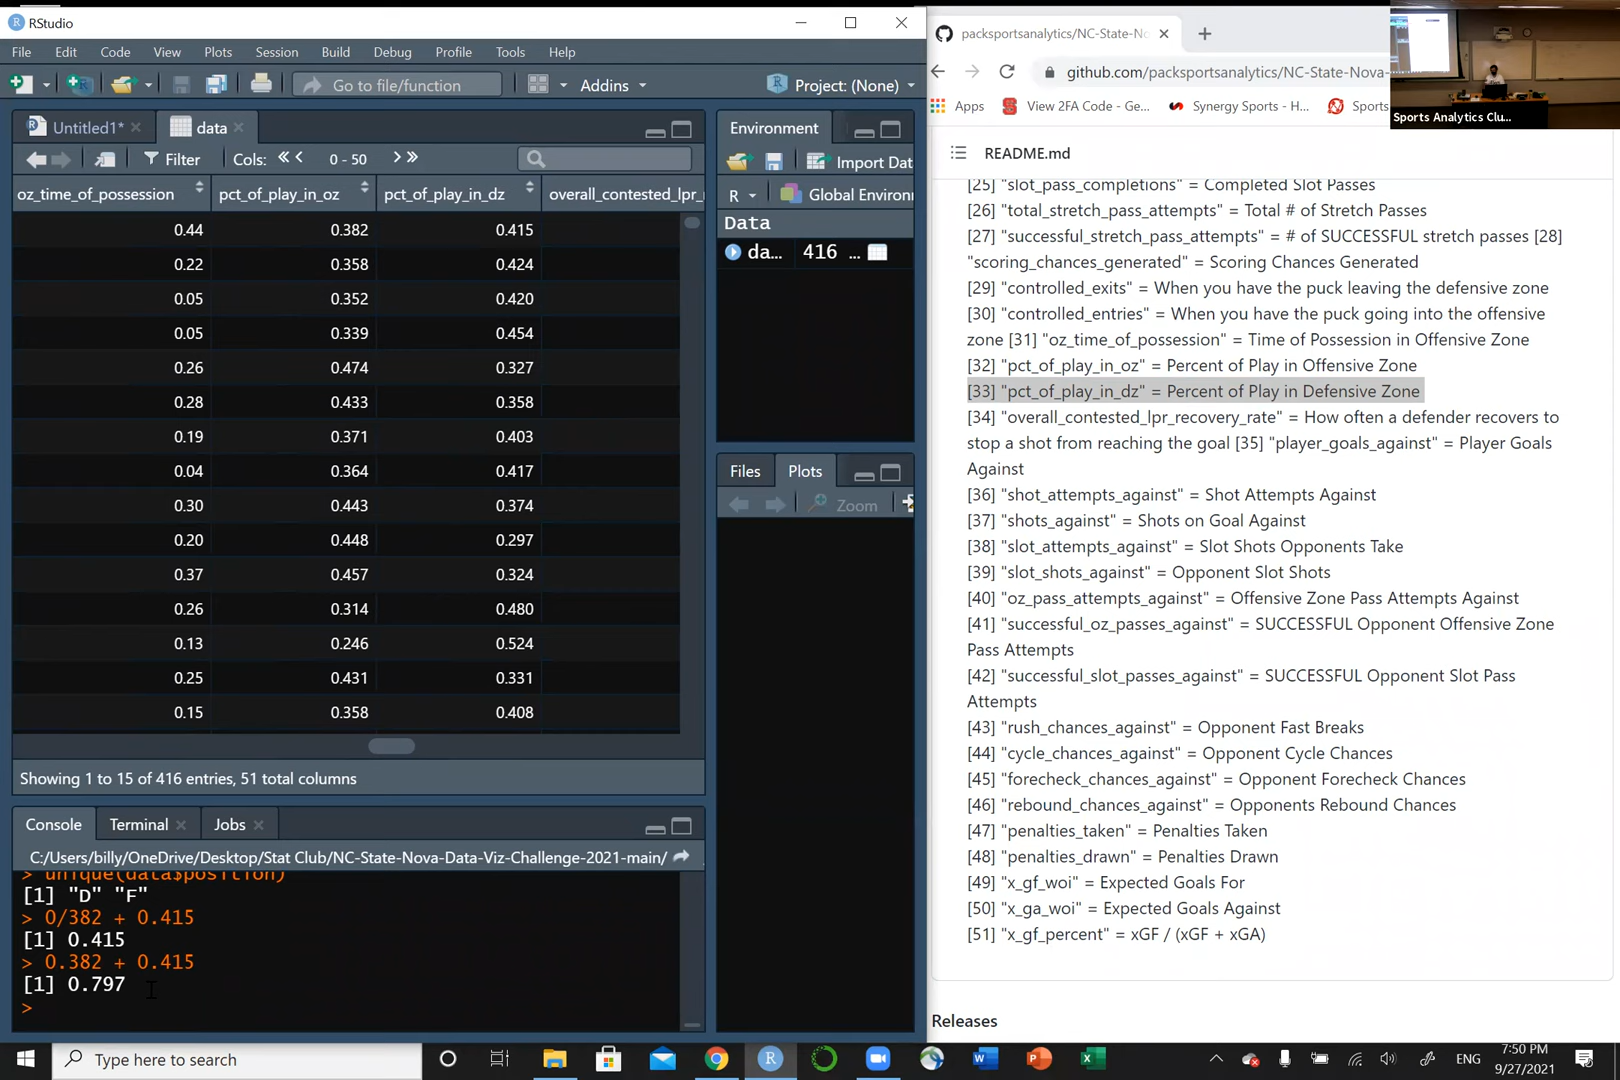 RStudio
File Edit Code View Plots Session Build Debug Profile Tools Help
Go to file/function Addins Project: (None)
Untitled1* data
Filter Cols: 0 - 50
oz_time_of_possession pct_of_play_in_oz pct_of_play_in_dz overall_contested_lpr_
0.44 0.382 0.415
0.22 0.358 0.424
0.05 0.352 0.420
0.05 0.339 0.454
0.26 0.474 0.327
0.28 0.433 0.358
0.19 0.371 0.403
0.04 0.364 0.417
0.30 0.443 0.374
0.20 0.448 0.297
0.37 0.457 0.324
0.26 0.314 0.480
0.13 0.246 0.524
0.25 0.431 0.331
0.15 0.358 0.408
Showing 1 to 15 of 416 entries, 51 total columns
Console Terminal Jobs
C:/Users/billy/OneDrive/Desktop/Stat Club/NC-State-Nova-Data-Viz-Challenge-2021-main/
> unique(data$position)
[1] "D" "F"
> 0/382 + 0.415
[1] 0.415
> 0.382 + 0.415
[1] 0.797
>
Environment
Import Dat
R Global Environ
Data
da... 416 ...
Files Plots
Zoom
packsportsanalytics/NC-State-No
github.com/packsportsanalytics/NC-State-Nova-
Apps View 2FA Code - Ge... Synergy Sports - H... Sports
Sports Analytics Clu...
README.md
[25] "slot_pass_completions" = Completed Slot Passes
[26] "total_stretch_pass_attempts" = Total # of Stretch Passes
[27] "successful_stretch_pass_attempts" = # of SUCCESSFUL stretch passes [28]
"scoring_chances_generated" = Scoring Chances Generated
[29] "controlled_exits" = When you have the puck leaving the defensive zone
[30] "controlled_entries" = When you have the puck going into the offensive
zone [31] "oz_time_of_possession" = Time of Possession in Offensive Zone
[32] "pct_of_play_in_oz" = Percent of Play in Offensive Zone
[33] "pct_of_play_in_dz" = Percent of Play in Defensive Zone
[34] "overall_contested_lpr_recovery_rate" = How often a defender recovers to
stop a shot from reaching the goal [35] "player_goals_against" = Player Goals
Against
[36] "shot_attempts_against" = Shot Attempts Against
[37] "shots_against" = Shots on Goal Against
[38] "slot_attempts_against" = Slot Shots Opponents Take
[39] "slot_shots_against" = Opponent Slot Shots
[40] "oz_pass_attempts_against" = Offensive Zone Pass Attempts Against
[41] "successful_oz_passes_against" = SUCCESSFUL Opponent Offensive Zone
Pass Attempts
[42] "successful_slot_passes_against" = SUCCESSFUL Opponent Slot Pass
Attempts
[43] "rush_chances_against" = Opponent Fast Breaks
[44] "cycle_chances_against" = Opponent Cycle Chances
[45] "forecheck_chances_against" = Opponent Forecheck Chances
[46] "rebound_chances_against" = Opponents Rebound Chances
[47] "penalties_taken" = Penalties Taken
[48] "penalties_drawn" = Penalties Drawn
[49] "x_gf_woi" = Expected Goals For
[50] "x_ga_woi" = Expected Goals Against
[51] "x_gf_percent" = xGF / (xGF + xGA)
Releases
Type here to search
ENG
7:50 PM
9/27/2021